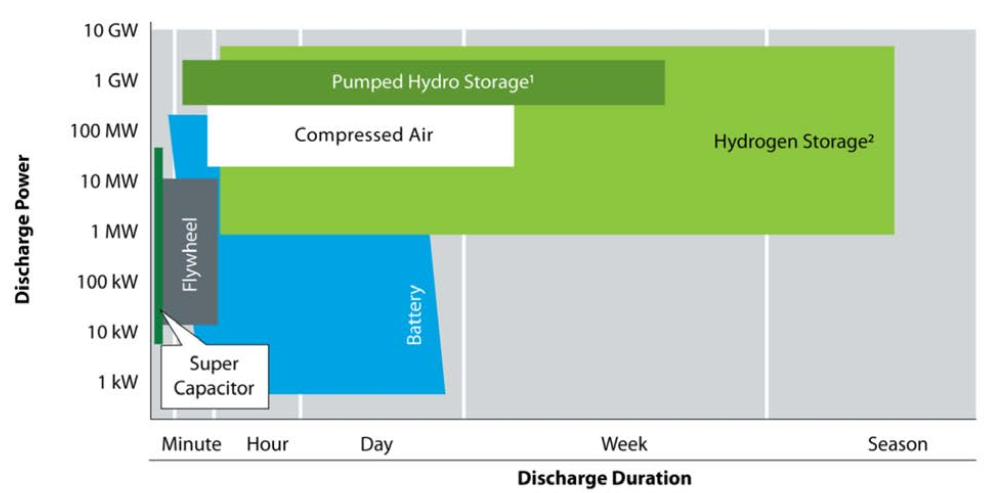 Discharge Power
10 GW
1 GW
100 MW
10 MW
1 MW
100 kW
10 kW
1 kW
Pumped Hydro Storage¹
Compressed Air
Hydrogen Storage²
Flywheel
Battery
Super
Capacitor
Minute Hour Day Week Season
Discharge Duration